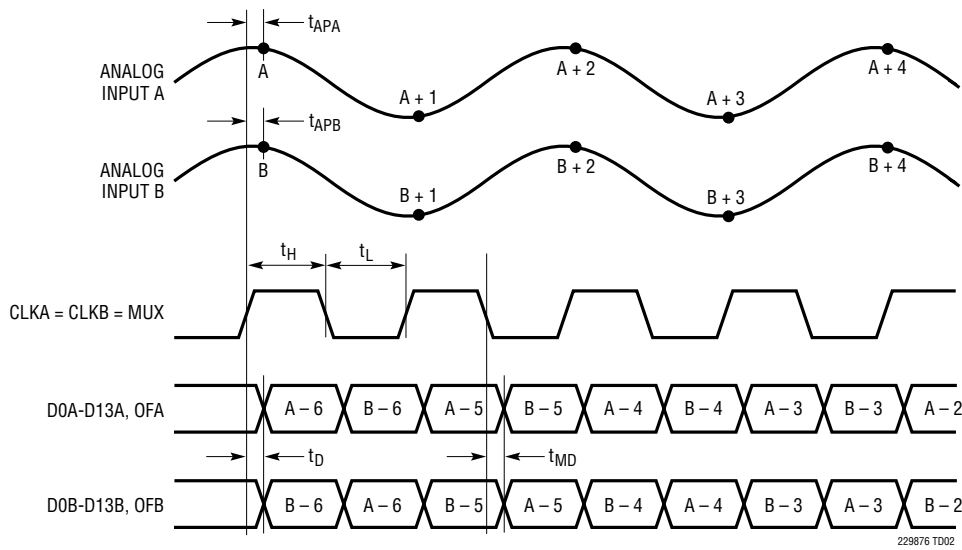 tAPA
ANALOG
INPUT A
A
A + 1
A + 2
A + 3
A + 4
tAPB
ANALOG
INPUT B
B
B + 1
B + 2
B + 3
B + 4
tH
tL
CLKA = CLKB = MUX
D0A-D13A, OFA
A – 6
B – 6
A – 5
B – 5
A – 4
B – 4
A – 3
B – 3
A – 2
tD
tMD
D0B-D13B, OFB
B – 6
A – 6
B – 5
A – 5
B – 4
A – 4
B – 3
A – 3
B – 2
229876 TD02